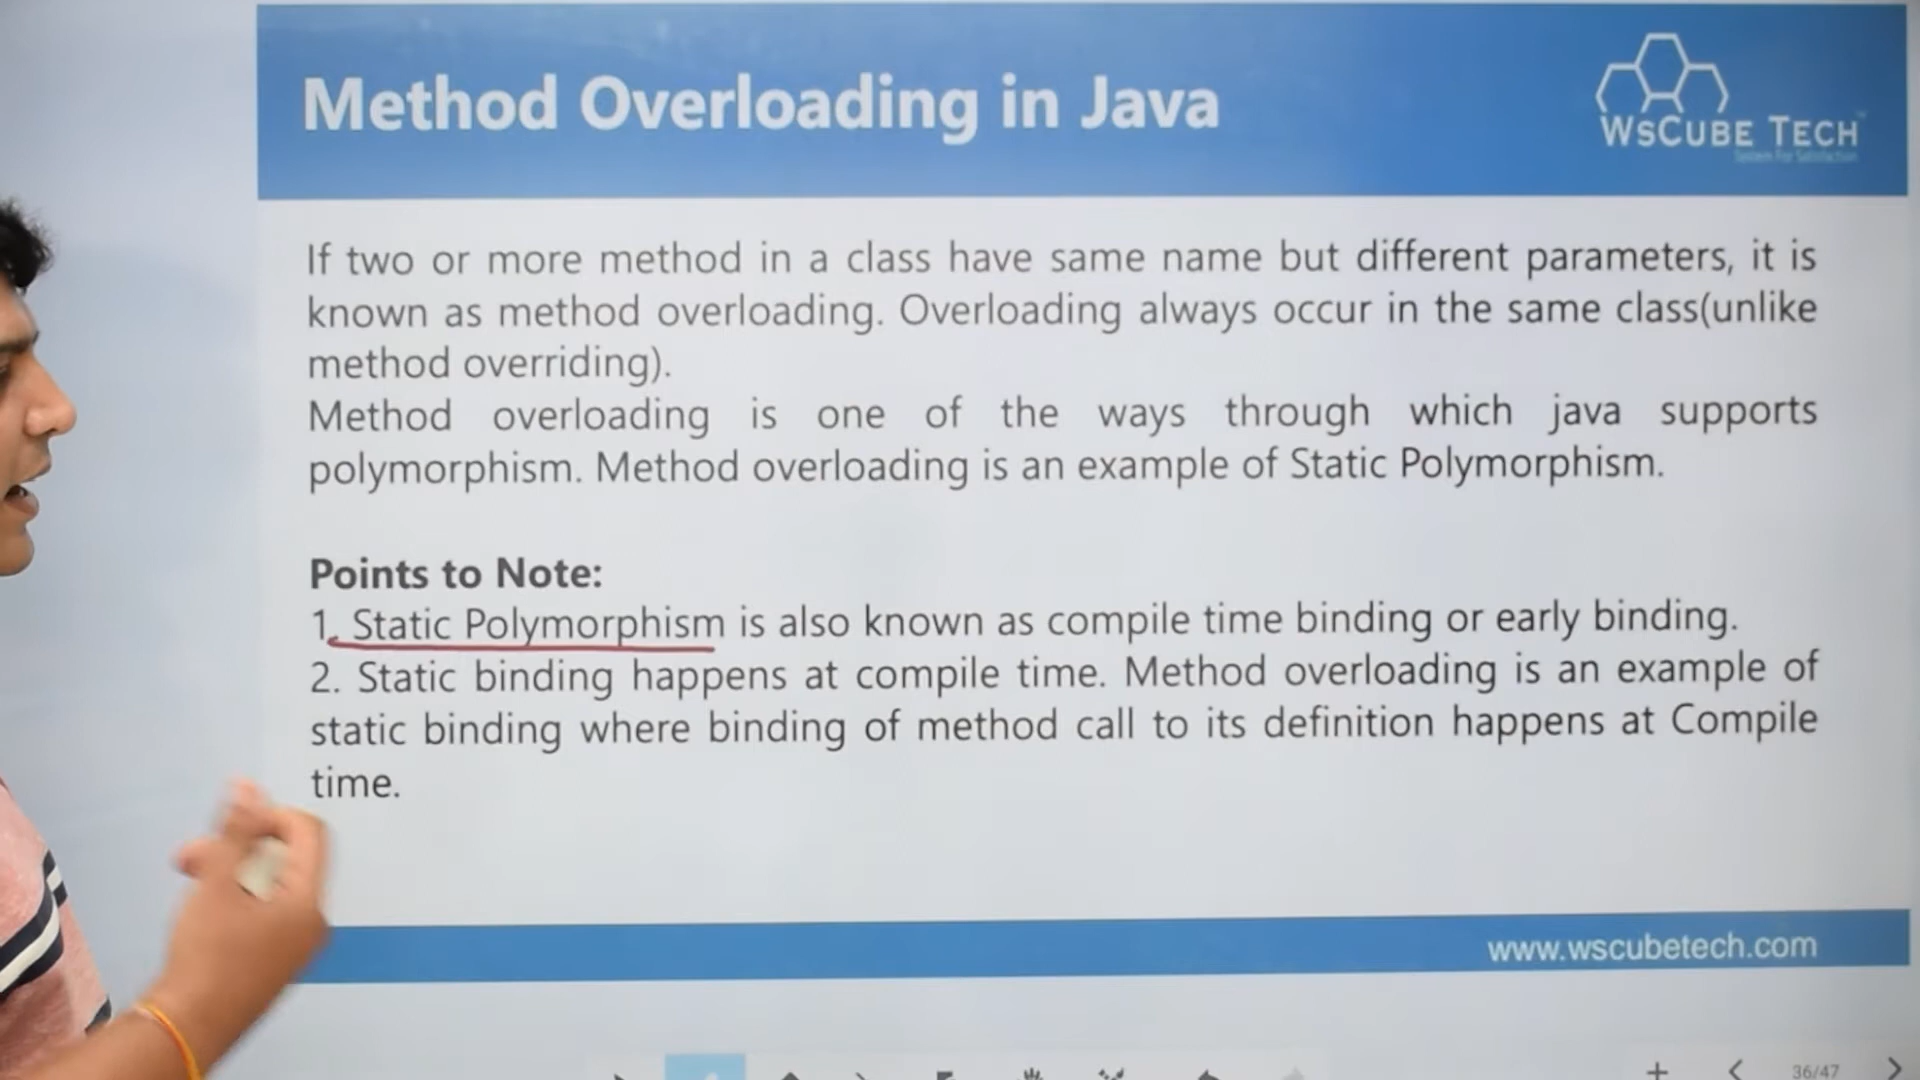 Method Overloading in Java
WsCube Tech
System For Satisfaction
If two or more method in a class have same name but different parameters, it is
known as method overloading. Overloading always occur in the same class(unlike
method overriding).
Method overloading is one of the ways through which java supports
polymorphism. Method overloading is an example of Static Polymorphism.
Points to Note:
1. Static Polymorphism is also known as compile time binding or early binding.
2. Static binding happens at compile time. Method overloading is an example of
static binding where binding of method call to its definition happens at Compile
time.
www.wscubetech.com
36/47